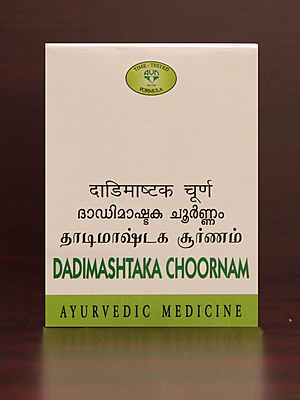 TIME - TESTED
AVN
FORMULA
दाडिमाष्टक चूर्ण
ദാഡിമാഷ്ടക ചൂർണ്ണം
தாடிமாஷ்டக சூர்ணம்
DADIMASHTAKA CHOORNAM
AYURVEDIC MEDICINE